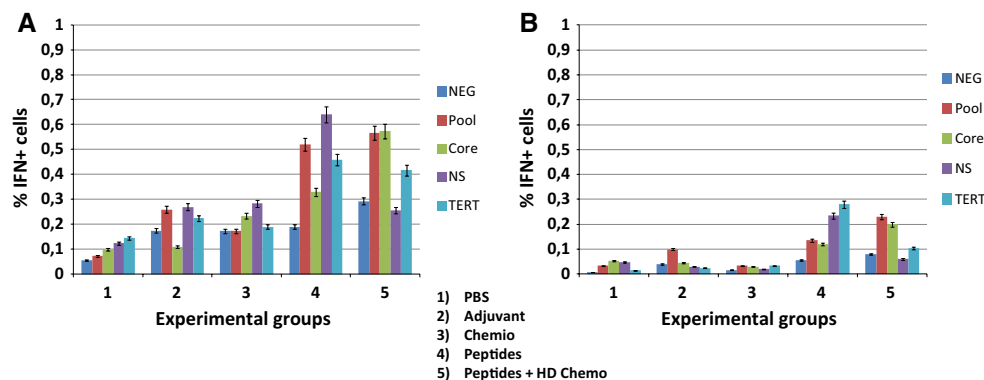 A
% IFN+ cells
1
0,9
0,8
0,7
0,6
0,5
0,4
0,3
0,2
0,1
0
1 2 3 4 5
Experimental groups
NEG
Pool
Core
NS
TERT
B
% IFN+ cells
1
0,9
0,8
0,7
0,6
0,5
0,4
0,3
0,2
0,1
0
1 2 3 4 5
Experimental groups
NEG
Pool
Core
NS
TERT
1) PBS
2) Adjuvant
3) Chemio
4) Peptides
5) Peptides + HD Chemo